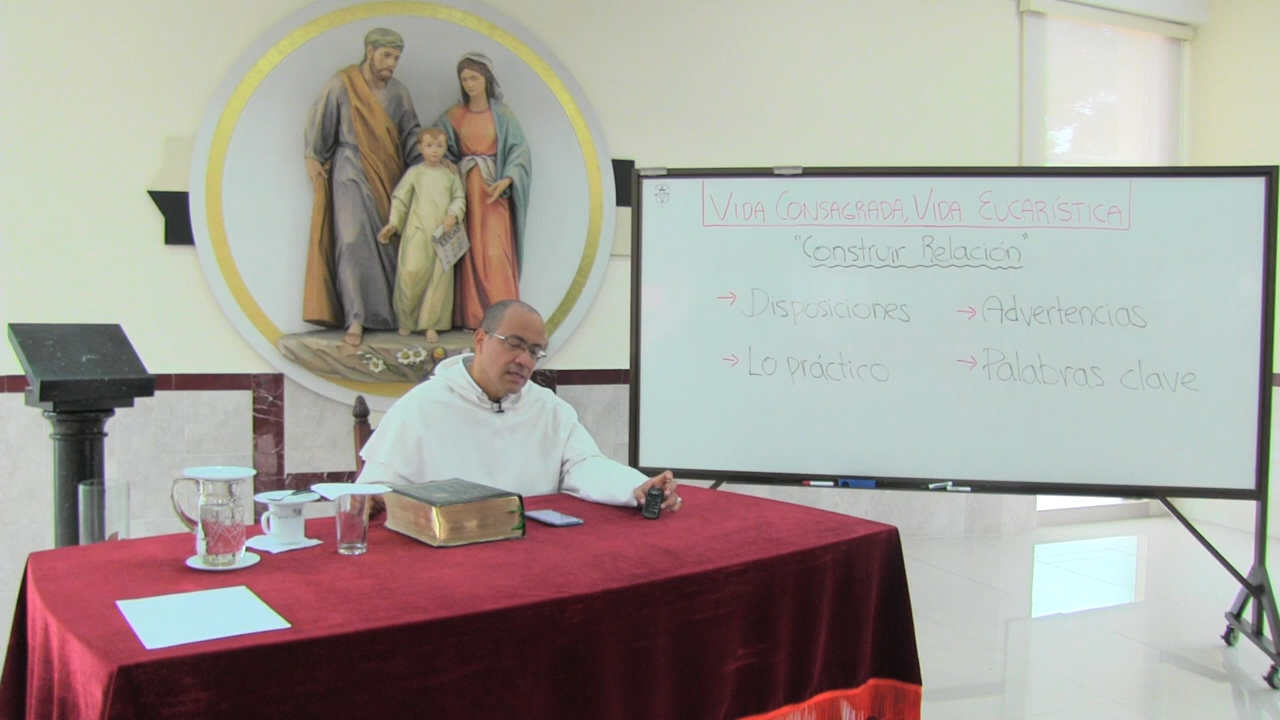 VIDA CONSAGRADA, VIDA EUCARÍSTICA
"Construir Relación"
→ Disposiciones → Advertencias
→ Lo práctico → Palabras clave